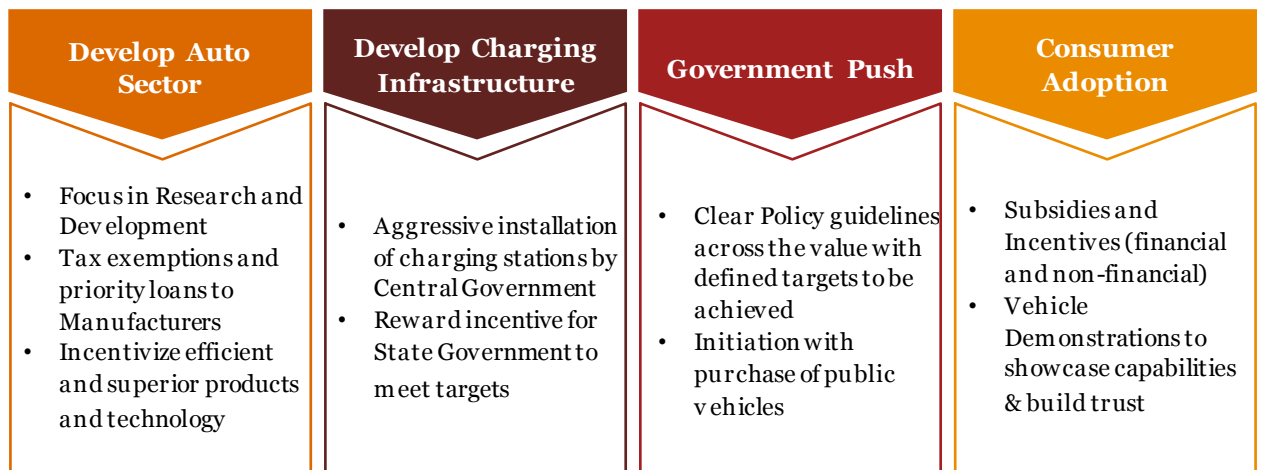 Develop Auto
Sector
• Focus in Research and
Development
• Tax exemptions and
priority loans to
Manufacturers
• Incentivize efficient
and superior products
and technology
Develop Charging
Infrastructure
• Aggressive installation
of charging stations by
Central Government
• Reward incentive for
State Government to
meet targets
Government Push
• Clear Policy guidelines
across the value with
defined targets to be
achieved
• Initiation with
purchase of public
vehicles
Consumer
Adoption
• Subsidies and
Incentives (financial
and non-financial)
• Vehicle
Demonstrations to
showcase capabilities
& build trust